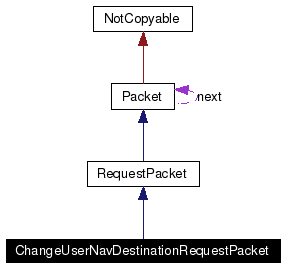 NotCopyable
Packet
next
RequestPacket
ChangeUserNavDestinationRequestPacket